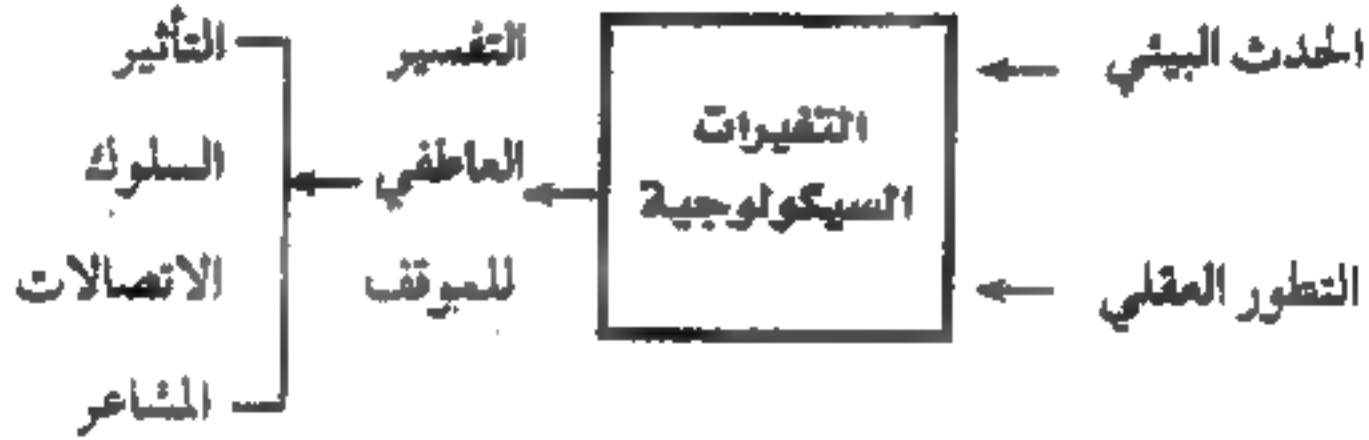 الحدث البيئي
التطور العقلي
التغيرات
السيكولوجية
التفسير
العاطفي
للموقف
التأثير
السلوك
الاتصالات
المشاعر